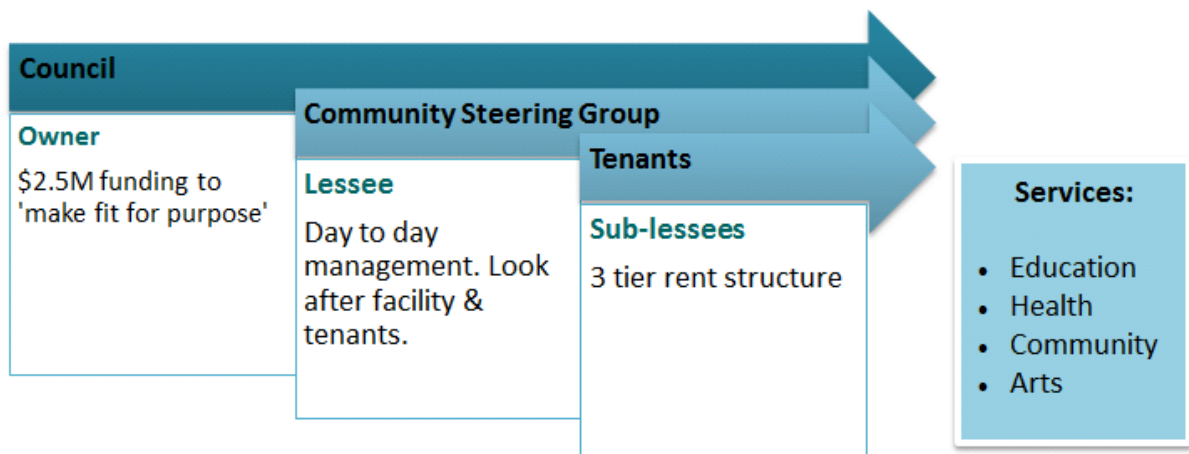 Council
Owner
$2.5M funding to
'make fit for purpose'
Community Steering Group
Lessee
Day to day
management. Look
after facility &
tenants.
Tenants
Sub-lessees
3 tier rent structure
Services:
• Education
• Health
• Community
• Arts